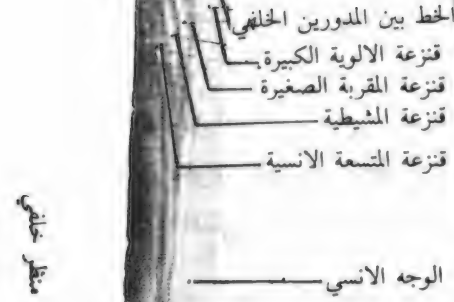 الخط بين المدورين الخلفي
قنزعة الالوية الكبيرة
قنزعة المقربة الصغيرة
قنزعة المشيطية
قنزعة المتسعة الانسية
الوجه الانسي
منظر خلفي